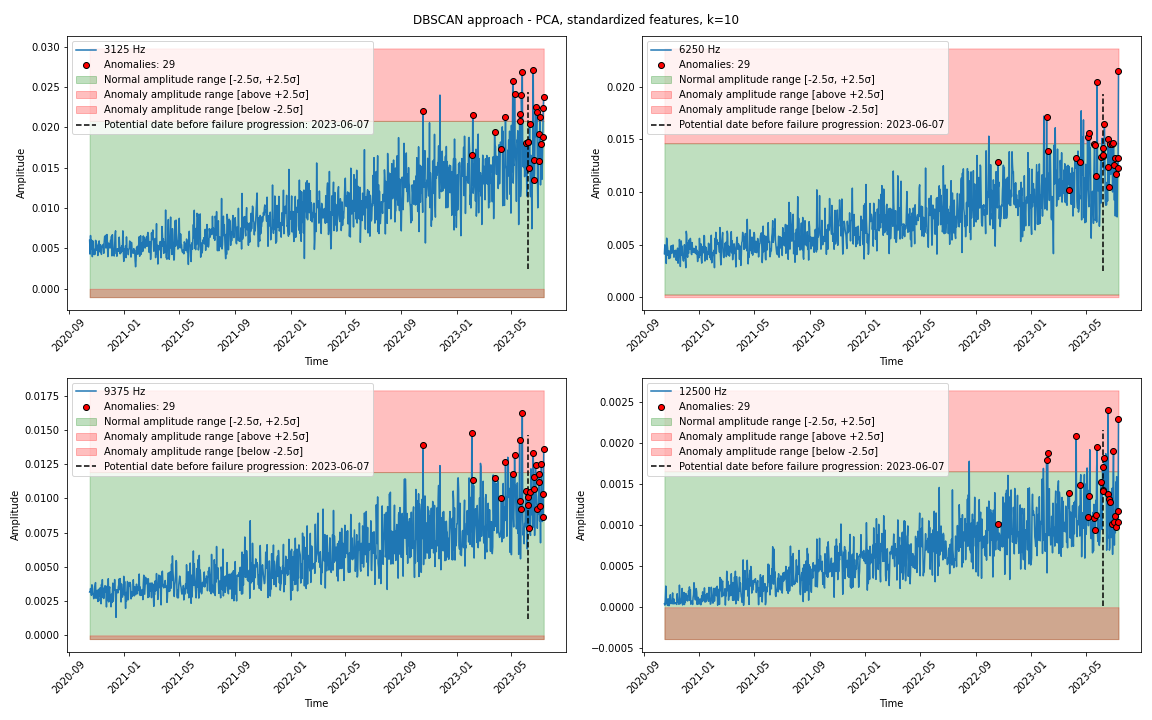 DBSCAN approach - PCA, standardized features, k=10
3125 Hz
Anomalies: 29
Normal amplitude range [-2.5σ, +2.5σ]
Anomaly amplitude range [above +2.5σ]
Anomaly amplitude range [below -2.5σ]
Potential date before failure progression: 2023-06-07
0.030
0.025
0.020
0.015
0.010
0.005
0.000
Amplitude
2020-09
2021-01
2021-05
2021-09
2022-01
2022-05
2022-09
2023-01
2023-05
Time
6250 Hz
Anomalies: 29
Normal amplitude range [-2.5σ, +2.5σ]
Anomaly amplitude range [above +2.5σ]
Anomaly amplitude range [below -2.5σ]
Potential date before failure progression: 2023-06-07
0.020
0.015
0.010
0.005
0.000
Amplitude
2020-09
2021-01
2021-05
2021-09
2022-01
2022-05
2022-09
2023-01
2023-05
Time
9375 Hz
Anomalies: 29
Normal amplitude range [-2.5σ, +2.5σ]
Anomaly amplitude range [above +2.5σ]
Anomaly amplitude range [below -2.5σ]
Potential date before failure progression: 2023-06-07
0.0175
0.0150
0.0125
0.0100
0.0075
0.0050
0.0025
0.0000
Amplitude
2020-09
2021-01
2021-05
2021-09
2022-01
2022-05
2022-09
2023-01
2023-05
Time
12500 Hz
Anomalies: 29
Normal amplitude range [-2.5σ, +2.5σ]
Anomaly amplitude range [above +2.5σ]
Anomaly amplitude range [below -2.5σ]
Potential date before failure progression: 2023-06-07
0.0025
0.0020
0.0015
0.0010
0.0005
0.0000
−0.0005
Amplitude
2020-09
2021-01
2021-05
2021-09
2022-01
2022-05
2022-09
2023-01
2023-05
Time